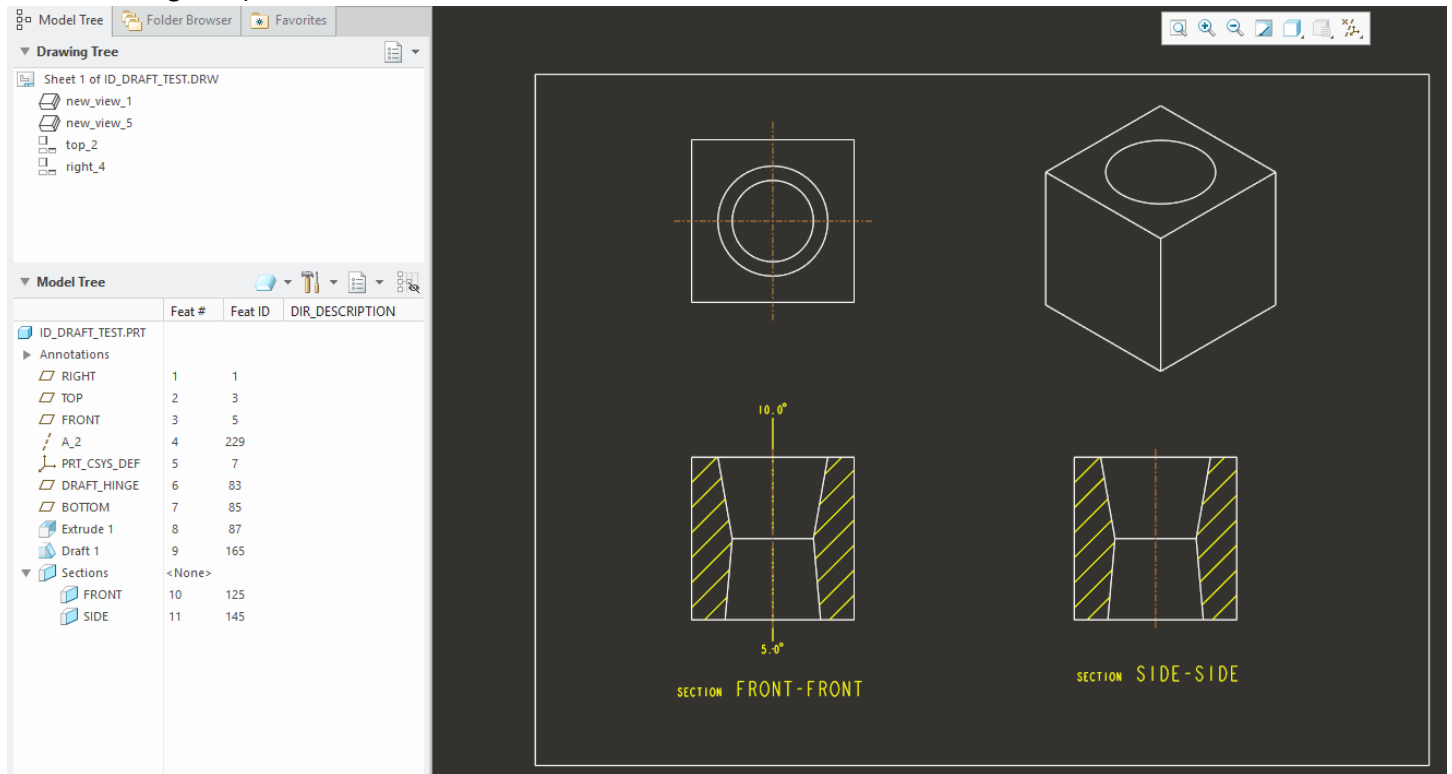 Model Tree Folder Browser Favorites
Drawing Tree
Sheet 1 of ID_DRAFT_TEST.DRW
new_view_1
new_view_5
top_2
right_4
Model Tree
Feat # Feat ID DIR_DESCRIPTION
ID_DRAFT_TEST.PRT
Annotations
RIGHT 1 1
TOP 2 3
FRONT 3 5
A_2 4 229
PRT_CSYS_DEF 5 7
DRAFT_HINGE 6 83
BOTTOM 7 85
Extrude 1 8 87
Draft 1 9 165
Sections <None>
FRONT 10 125
SIDE 11 145
10.0°
5.0°
SECTION FRONT-FRONT
SECTION SIDE-SIDE